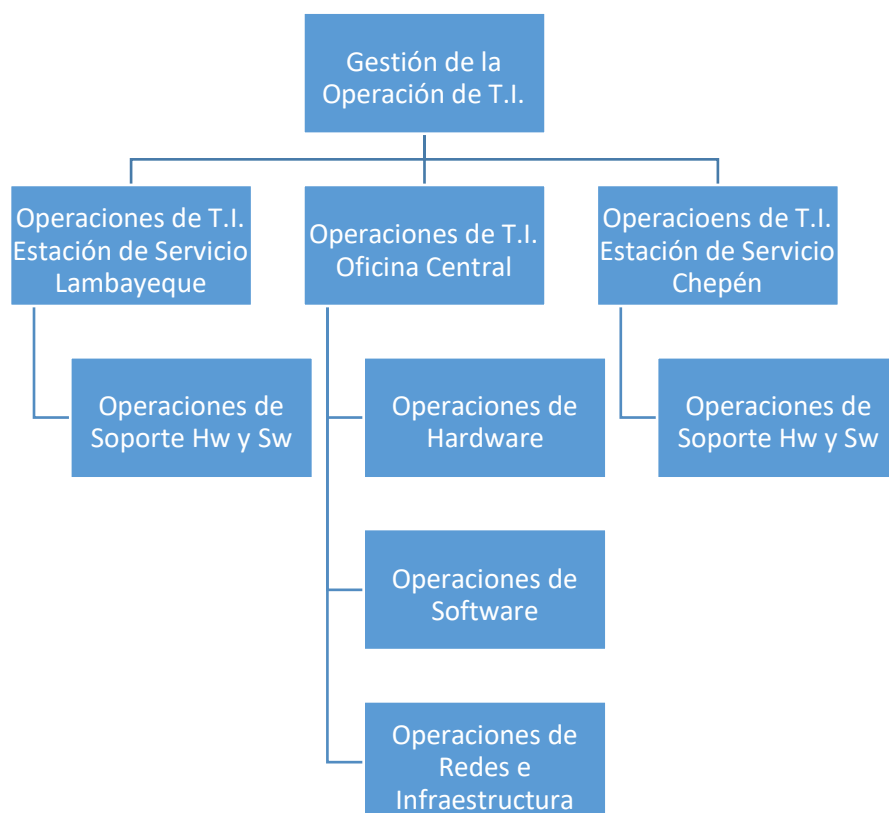 Gestión de la
Operación de T.I.
Operaciones de T.I.
Estación de Servicio
Lambayeque
Operaciones de T.I.
Oficina Central
Operacioens de T.I.
Estación de Servicio
Chepén
Operaciones de
Soporte Hw y Sw
Operaciones de
Hardware
Operaciones de
Soporte Hw y Sw
Operaciones de
Software
Operaciones de
Redes e
Infraestructura